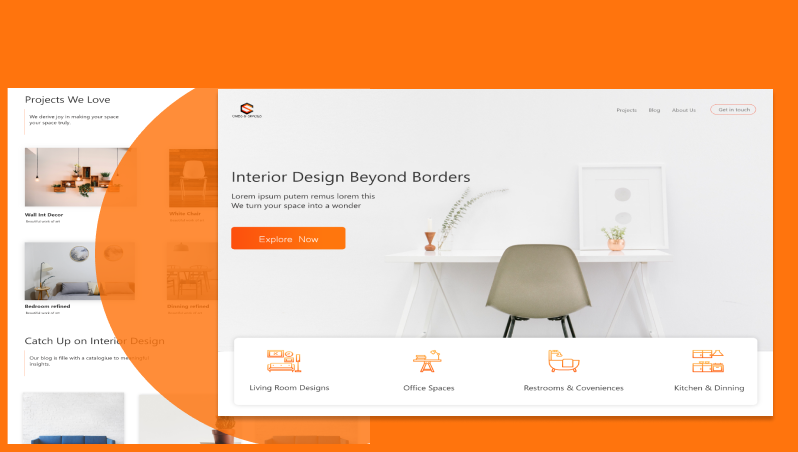 Projects We Love
We derive joy in making your space
your space truly.
Wall Int Decor
Beautiful work of art
White Chair
Bedroom refined
Beautiful work of art
Dinning refined
Catch Up on Interior Design
Our blog is fille with a catalogue to
insights.
Projects
Blog
About Us
Get in touch
Interior Design Beyond Borders
Lorem ipsum putem remus lorem this
We turn your space into a wonder
Explore Now
Living Room Designs
Office Spaces
Restrooms & Coveniences
Kitchen & Dinning